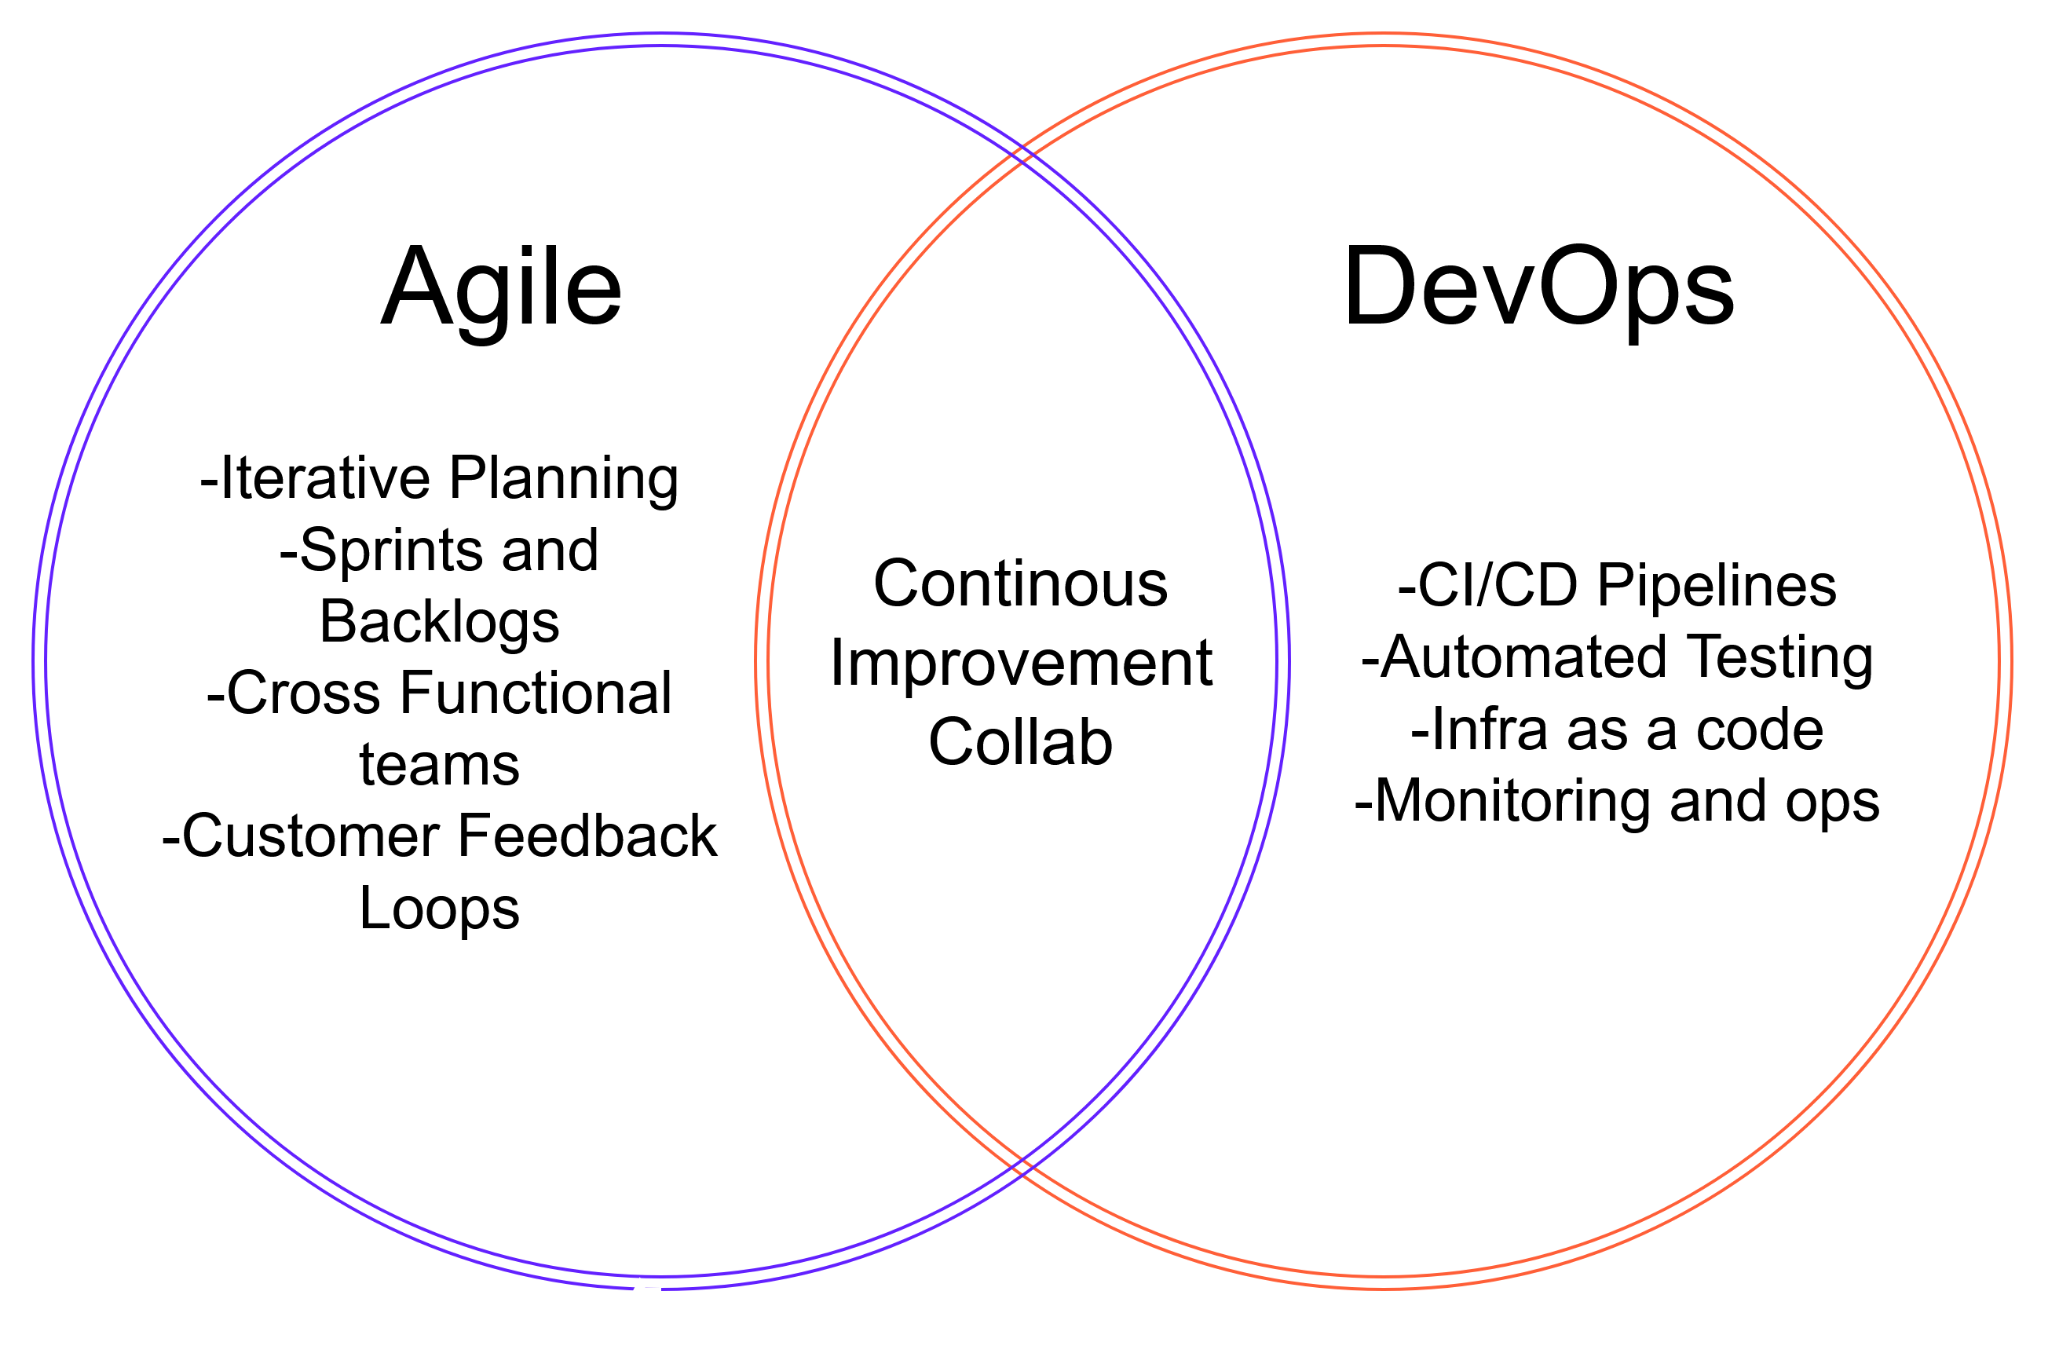 Agile
-Iterative Planning
-Sprints and
Backlogs
-Cross Functional
teams
-Customer Feedback
Loops
Continous
Improvement
Collab
DevOps
-CI/CD Pipelines
-Automated Testing
-Infra as a code
-Monitoring and ops